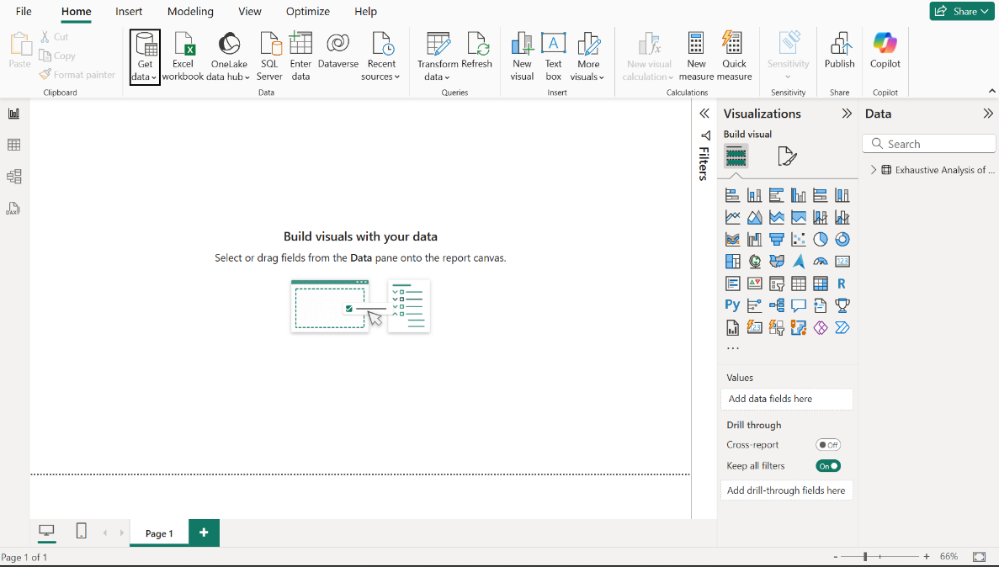 File Home Insert Modeling View Optimize Help Share
Paste Cut
Copy
Format painter
Clipboard
Get data
Excel workbook
OneLake data hub
SQL Server
Enter data
Dataverse
Recent sources
Data
Transform data
Refresh
Queries
New visual
Text box
More visuals
Insert
New visual calculation
New measure
Quick measure
Calculations
Sensitivity
Sensitivity
Publish
Share
Copilot
Copilot
Filters
Build visuals with your data
Select or drag fields from the Data pane onto the report canvas.
Visualizations
Build visual
R
Py
...
Values
Add data fields here
Drill through
Cross-report Off
Keep all filters On
Add drill-through fields here
Data
Search
Exhaustive Analysis of ...
Page 1
Page 1 of 1
- + 66%